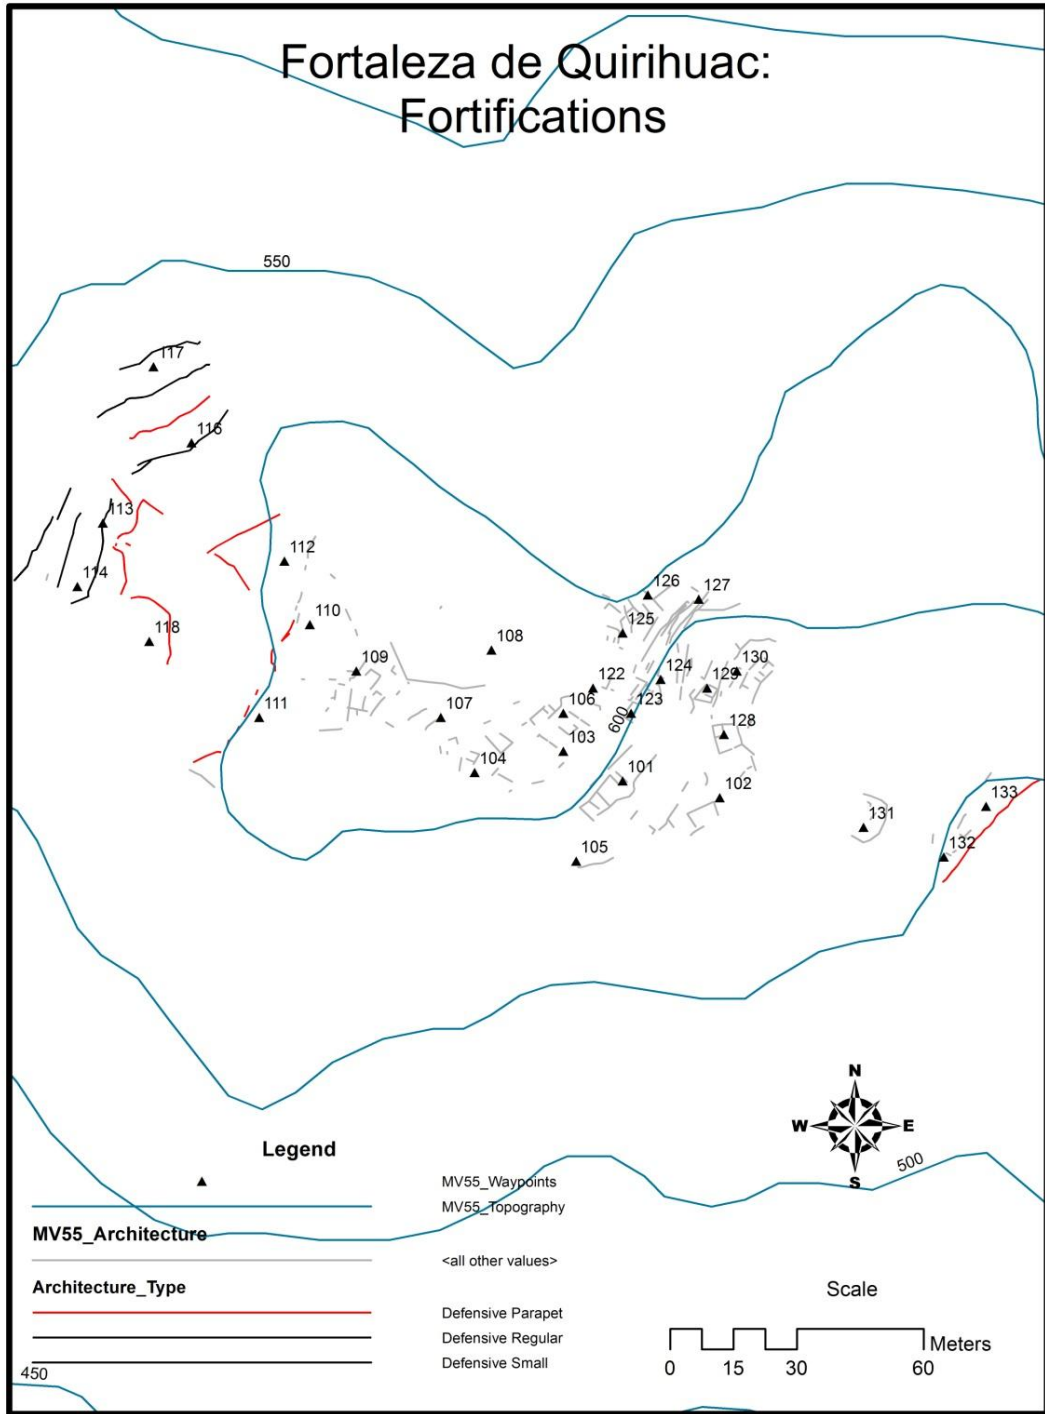 Fortaleza de Quirihuac:
Fortifications
550
117
116
113
114
112
118
110
126
127
125
108
109
130
122
124
129
111
107
106
123
600
128
103
104
101
102
133
131
105
132
N
W E
S
500
Legend
MV55_Waypoints
MV55_Topography
MV55_Architecture
<all other values>
Architecture_Type
Scale
Defensive Parapet
Defensive Regular
Meters
Defensive Small
0 15 30 60
450